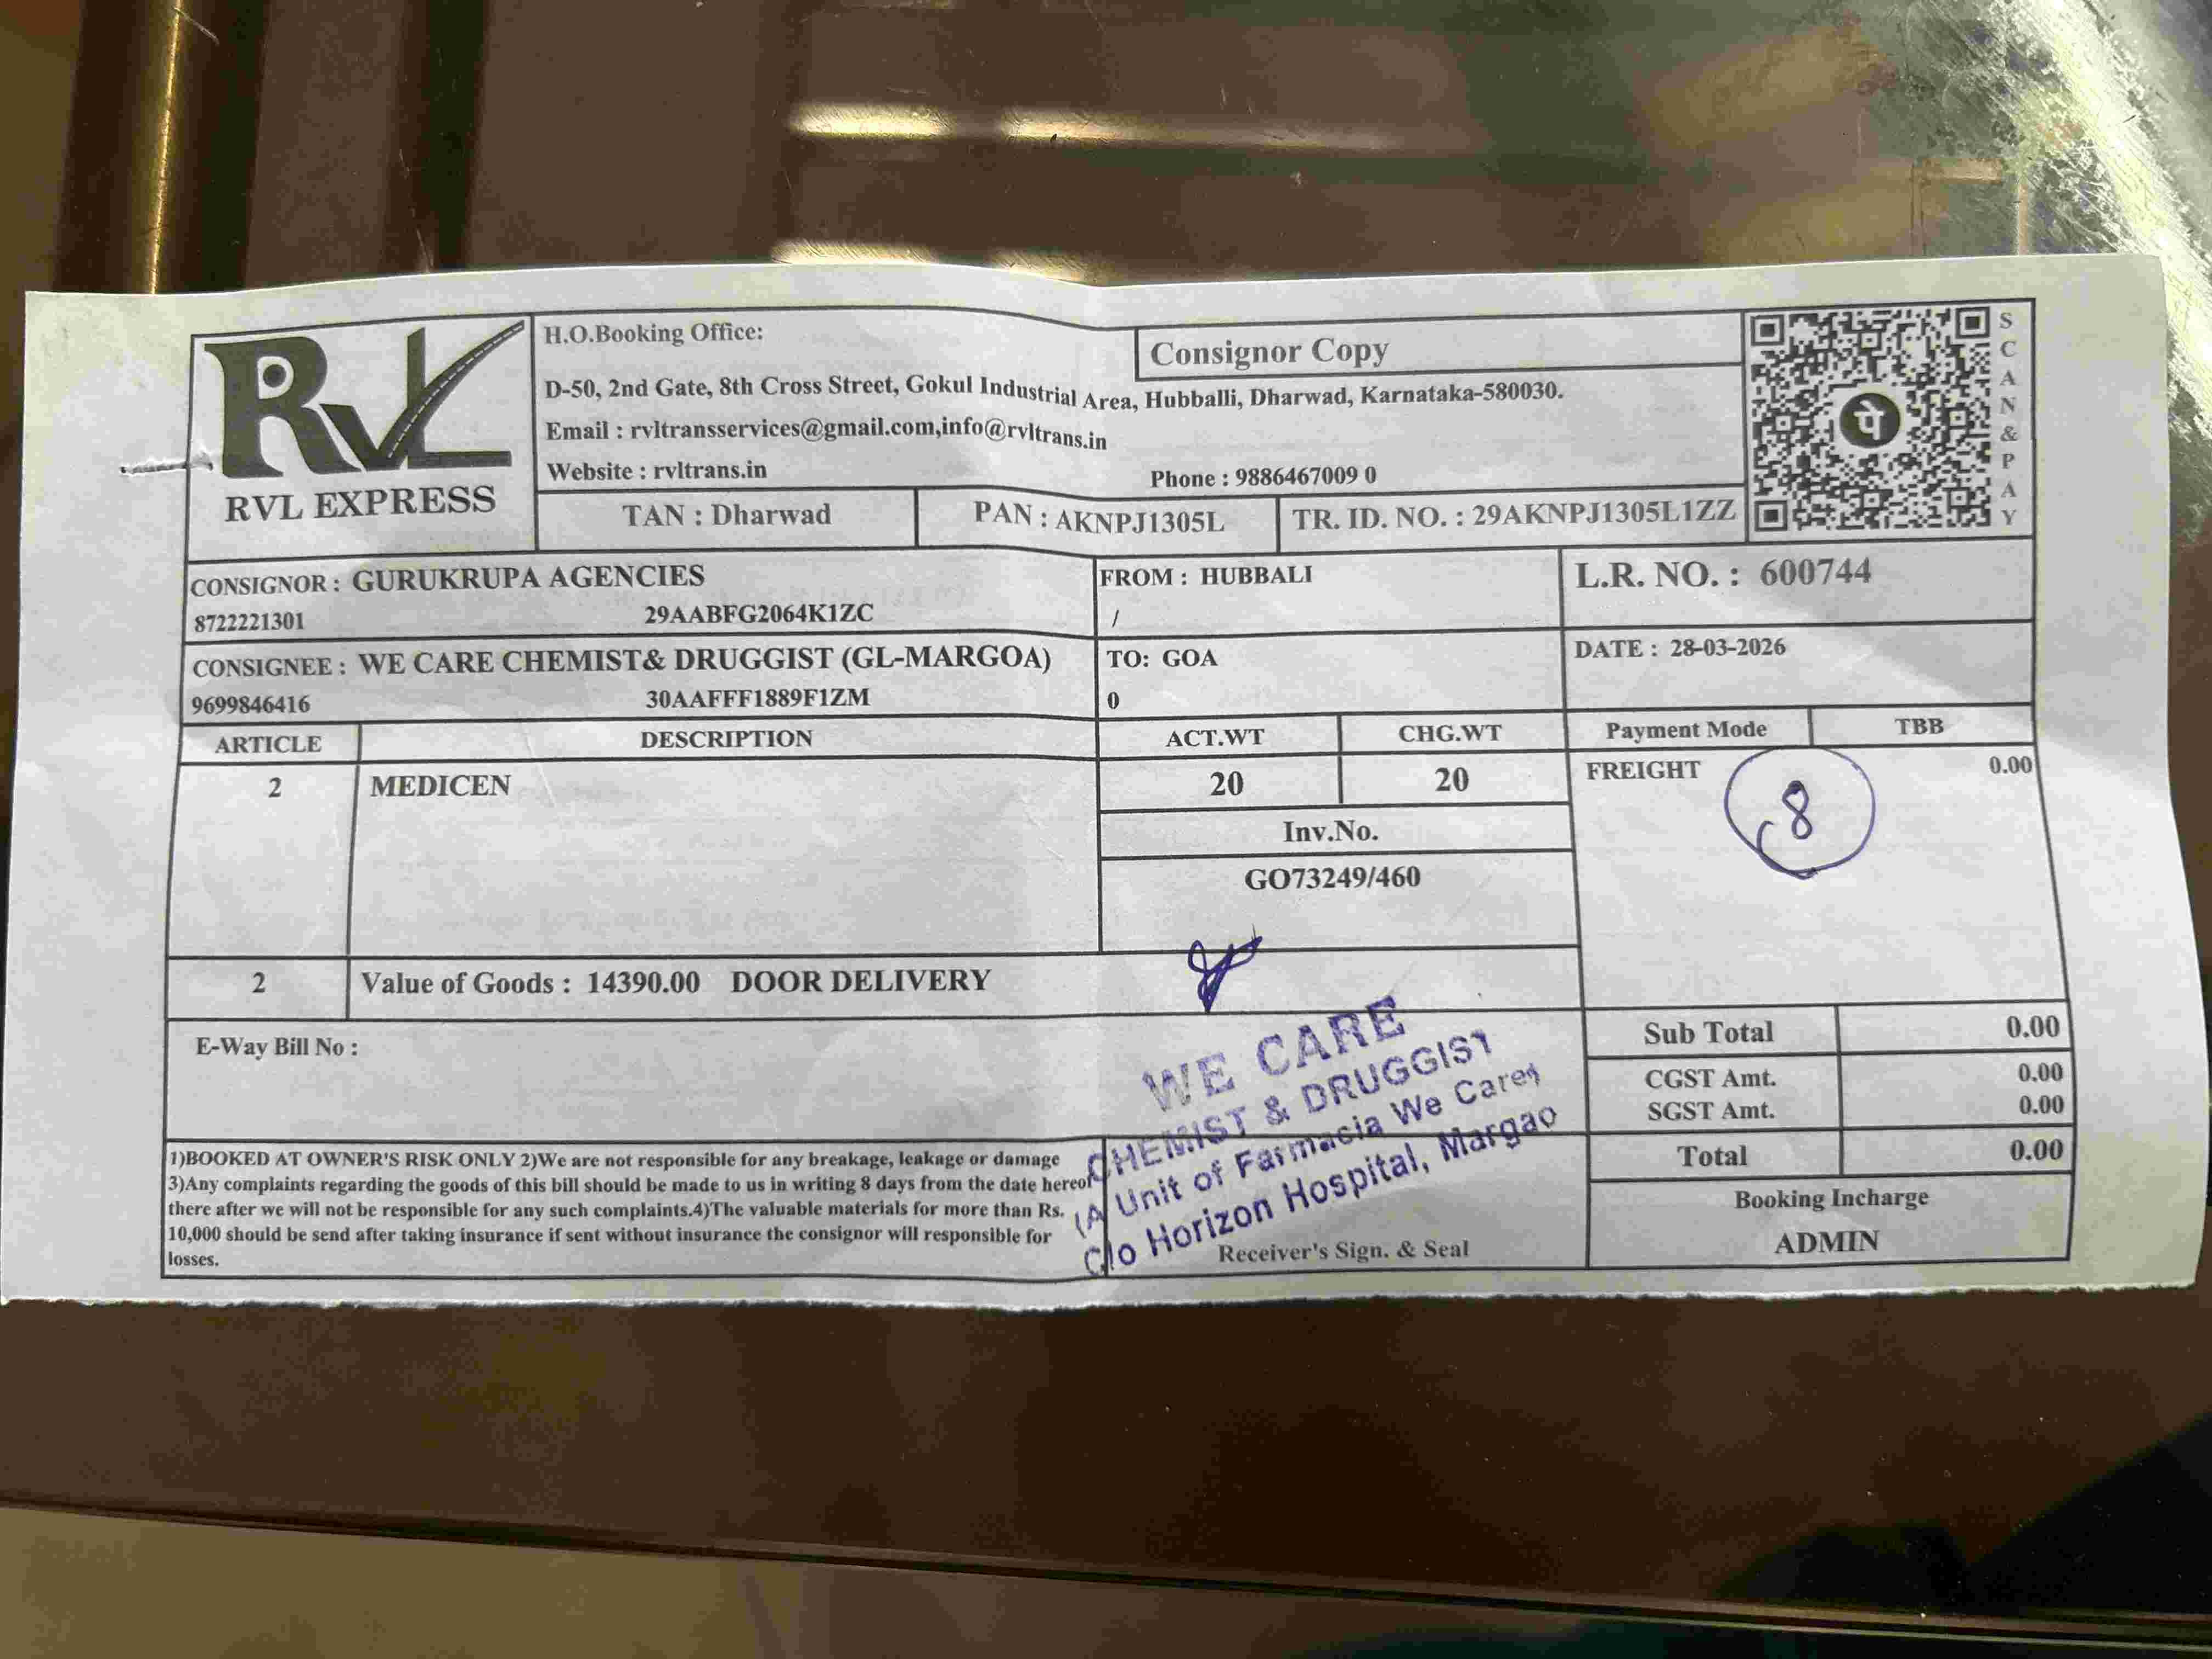 RVL
RVL EXPRESS
H.O.Booking Office:
Consignor Copy
D-50, 2nd Gate, 8th Cross Street, Gokul Industrial Area, Hubballi, Dharwad, Karnataka-580030.
Email : rvltransservices@gmail.com,info@rvltrans.in
Website : rvltrans.in
Phone : 9886467009 0
TAN : Dharwad
PAN : AKNPJ1305L
TR. ID. NO. : 29AKNPJ1305L1ZZ
पे
SCAN&PAY
CONSIGNOR : GURUKRUPA AGENCIES
8722221301 29AABFG2064K1ZC
FROM : HUBBALI
/
L.R. NO. : 600744
CONSIGNEE : WE CARE CHEMIST& DRUGGIST (GL-MARGOA)
9699846416 30AAFFF1889F1ZM
TO: GOA
0
DATE : 28-03-2026
ARTICLE DESCRIPTION ACT.WT CHG.WT Payment Mode TBB
2 MEDICEN 20 20 FREIGHT 0.00
8
Inv.No.
GO73249/460
2 Value of Goods : 14390.00 DOOR DELIVERY
E-Way Bill No :
Sub Total 0.00
CGST Amt. 0.00
SGST Amt. 0.00
Total 0.00
Booking Incharge
ADMIN
1)BOOKED AT OWNER'S RISK ONLY 2)We are not responsible for any breakage, leakage or damage
3)Any complaints regarding the goods of this bill should be made to us in writing 8 days from the date hereof
there after we will not be responsible for any such complaints.4)The valuable materials for more than Rs.
10,000 should be send after taking insurance if sent without insurance the consignor will responsible for
losses.
WE CARE
CHEMIST & DRUGGIST
(A Unit of Farmacia We Care)
C/o Horizon Hospital, Margao
Receiver's Sign. & Seal